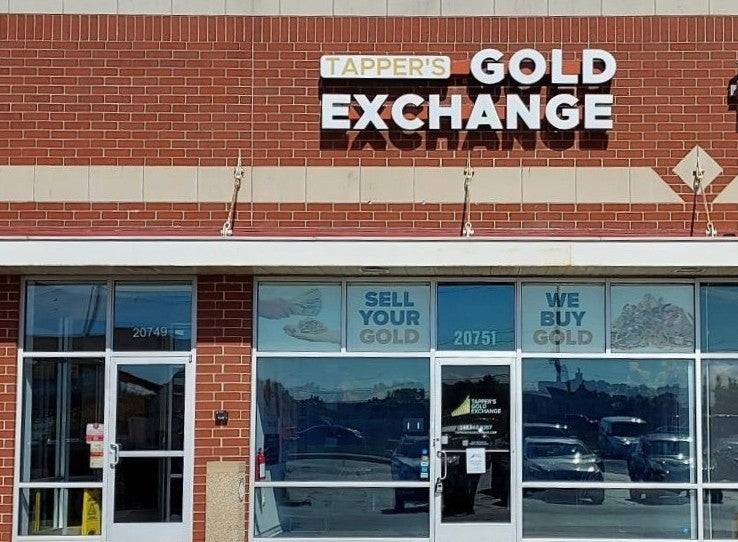 TAPPER'S GOLD
EXCHANGE
20749
SELL
YOUR
GOLD
20751
WE
BUY
GOLD
TAPPER'S
GOLD
EXCHANGE